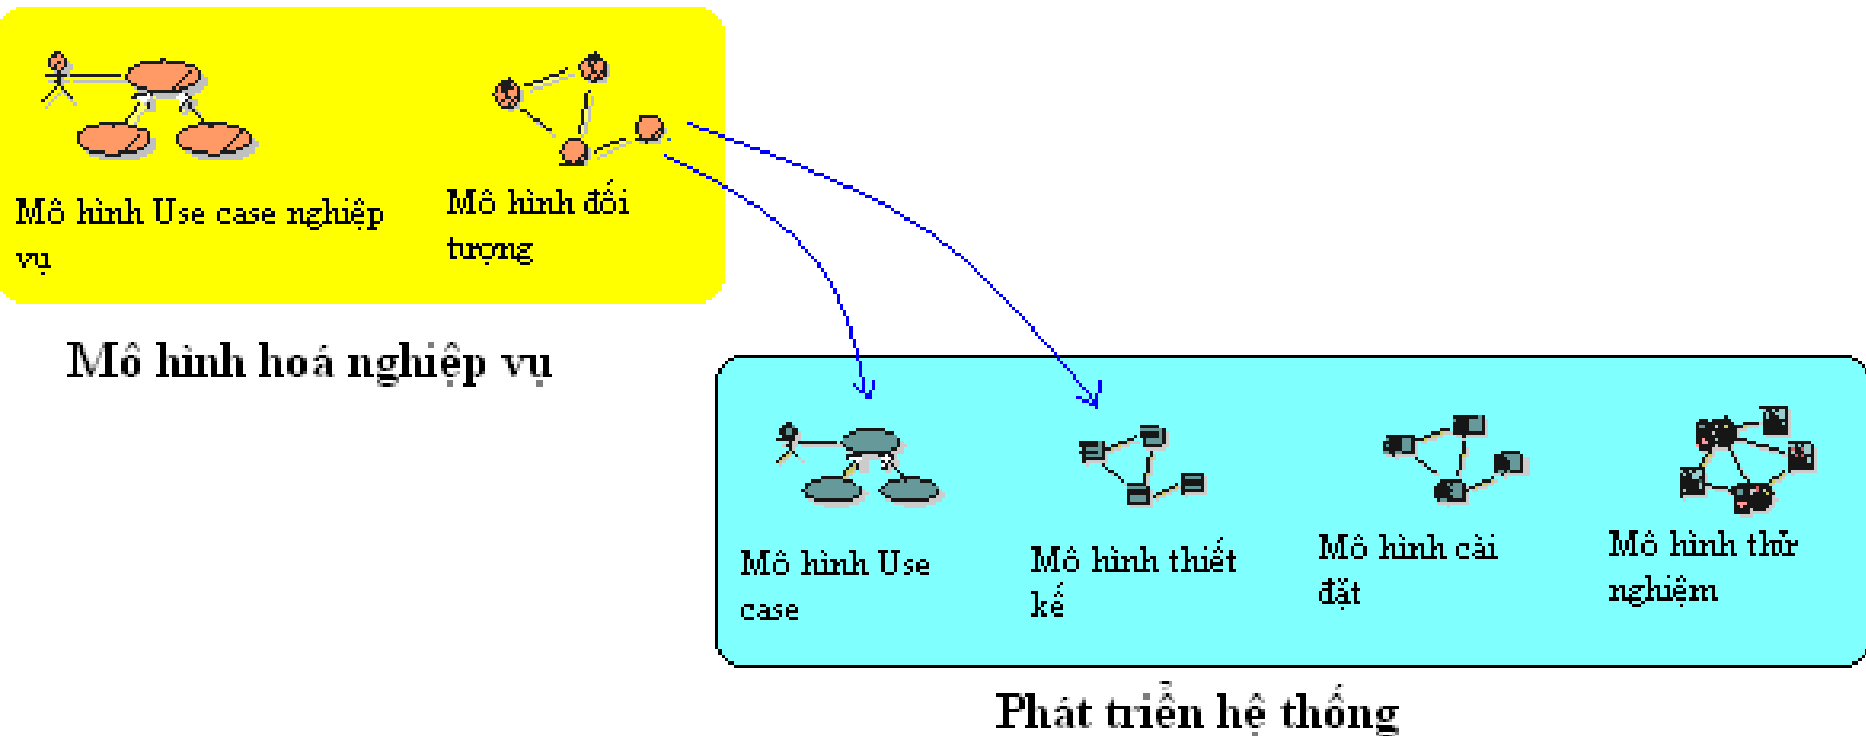 Mô hình Use case nghiệp
vụ
Mô hình đối
tượng
Mô hình hoá nghiệp vụ
Mô hình Use
case
Mô hình thiết
kế
Mô hình cài
đặt
Mô hình thử
nghiệm
Phát triển hệ thống